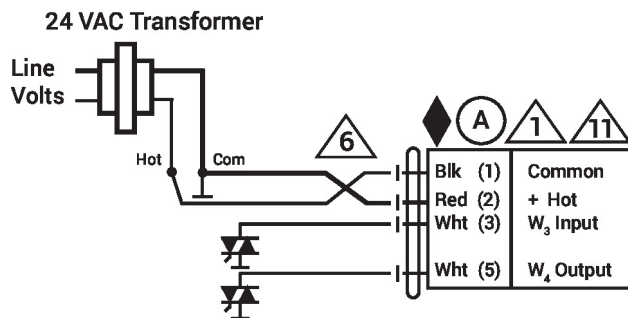 24 VAC Transformer
Line
Volts
Hot
Com
6
A
1
11
Blk (1) Common
Red (2) + Hot
Wht (3) W₃ Input
Wht (5) W₄ Output